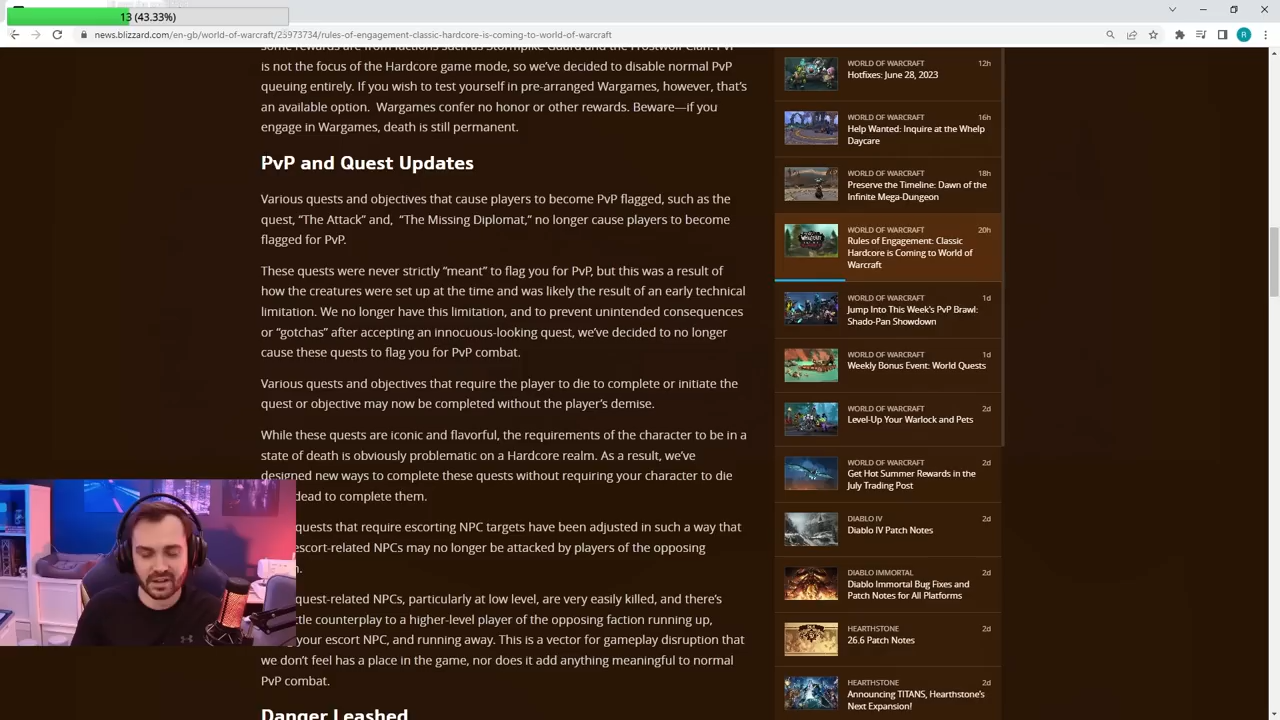 13 (43.33%)
news.blizzard.com/en-gb/world-of-warcraft/23973734/rules-of-engagement-classic-hardcore-is-coming-to-world-of-warcraft
R
some rewards are from factions such as Stormpike Guard and the Frostwolf Clan. PvP
is not the focus of the Hardcore game mode, so we've decided to disable normal PvP
queuing entirely. If you wish to test yourself in pre-arranged Wargames, however, that's
an available option.  Wargames confer no honor or other rewards. Beware—if you
engage in Wargames, death is still permanent.
PvP and Quest Updates
Various quests and objectives that cause players to become PvP flagged, such as the
quest, “The Attack” and,  “The Missing Diplomat,” no longer cause players to become
flagged for PvP.
These quests were never strictly “meant” to flag you for PvP, but this was a result of
how the creatures were set up at the time and was likely the result of an early technical
limitation. We no longer have this limitation, and to prevent unintended consequences
or “gotchas” after accepting an innocuous-looking quest, we’ve decided to no longer
cause these quests to flag you for PvP combat.
Various quests and objectives that require the player to die to complete or initiate the
quest or objective may now be completed without the player’s demise.
While these quests are iconic and flavorful, the requirements of the character to be in a
state of death is obviously problematic on a Hardcore realm. As a result, we’ve
designed new ways to complete these quests without requiring your character to die
dead to complete them.
quests that require escorting NPC targets have been adjusted in such a way that
escort-related NPCs may no longer be attacked by players of the opposing
quest-related NPCs, particularly at low level, are very easily killed, and there’s
counterplay to a higher-level player of the opposing faction running up,
your escort NPC, and running away. This is a vector for gameplay disruption that
we don’t feel has a place in the game, nor does it add anything meaningful to normal
PvP combat.
Danger Leashed
WORLD OF WARCRAFT 12h
Hotfixes: June 28, 2023
WORLD OF WARCRAFT 16h
Help Wanted: Inquire at the Whelp
Daycare
WORLD OF WARCRAFT 18h
Preserve the Timeline: Dawn of the
Infinite Mega-Dungeon
WORLD OF WARCRAFT 20h
Rules of Engagement: Classic
Hardcore is Coming to World of
Warcraft
WORLD OF WARCRAFT 1d
Jump Into This Week's PvP Brawl:
Shado-Pan Showdown
WORLD OF WARCRAFT 1d
Weekly Bonus Event: World Quests
WORLD OF WARCRAFT 2d
Level-Up Your Warlock and Pets
WORLD OF WARCRAFT 2d
Get Hot Summer Rewards in the
July Trading Post
DIABLO IV 2d
Diablo IV Patch Notes
DIABLO IMMORTAL 2d
Diablo Immortal Bug Fixes and
Patch Notes for All Platforms
HEARTHSTONE 2d
26.6 Patch Notes
HEARTHSTONE 2d
Announcing TITANS, Hearthstone's
Next Expansion!